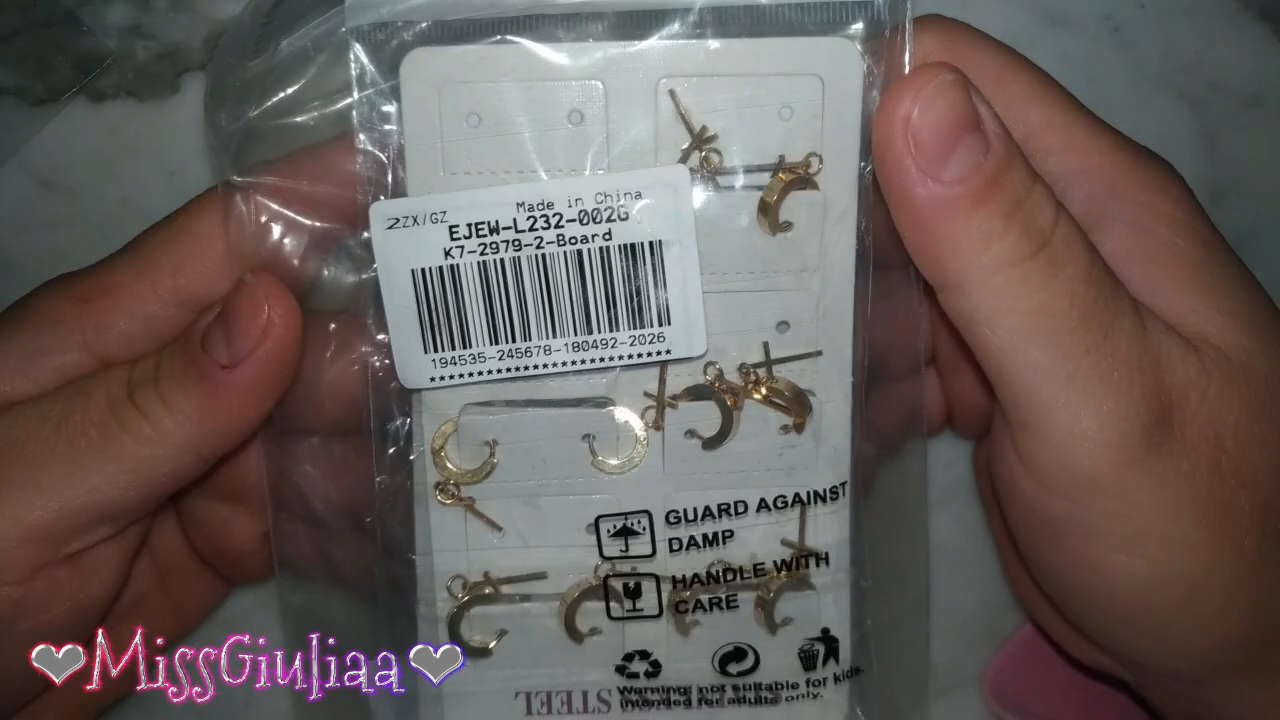 Made in China
ZZX/GZ
EJEW-L232-002G
K7-2979-2-Board
194535-245678-180492-2026
**************************
GUARD AGAINST
DAMP
HANDLE WITH
CARE
Warning: not suitable for kids.
intended for adults only.
STEEL
❤MissGiuliaa❤